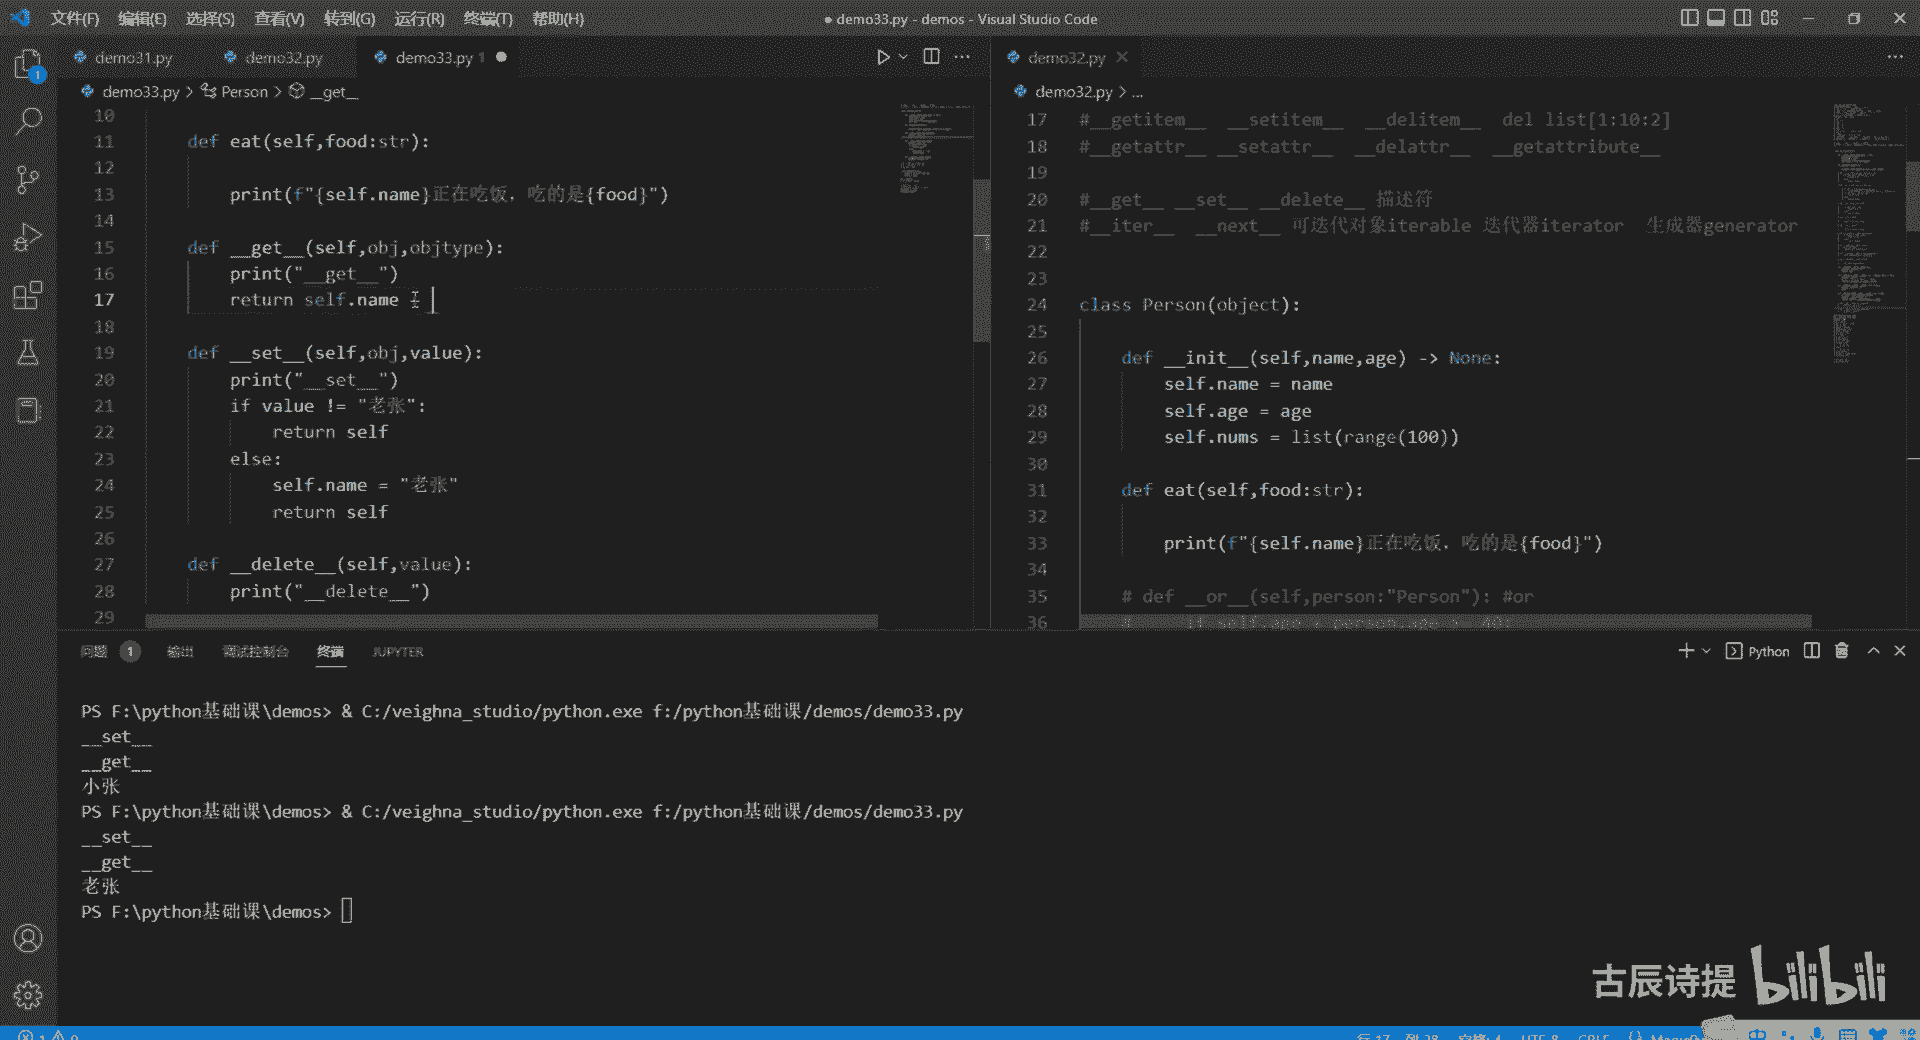 文件(F) 编辑(E) 选择(S) 查看(V) 转到(G) 运行(R) 终端(T) 帮助(H)
● demo33.py - demos - Visual Studio Code
demo31.py demo32.py demo33.py 1 ●
demo33.py > Person > __get__
10
11 def eat(self,food:str):
12
13 print(f"{self.name}正在吃饭，吃的是{food}")
14
15 def __get__(self,obj,objtype):
16 print("__get__")
17 return self.name
18
19 def __set__(self,obj,value):
20 print("__set__")
21 if value != "老张":
22 return self
23 else:
24 self.name = "老张"
25 return self
26
27 def __delete__(self,value):
28 print("__delete__")
29
demo32.py
demo32.py > ...
17 #__getitem__ __setitem__ __delitem__ del list[1:10:2]
18 #__getattr__ __setattr__ __delattr__ __getattribute__
19
20 #__get__ __set__ __delete__ 描述符
21 #__iter__ __next__ 可迭代对象iterable 迭代器iterator 生成器generator
22
23
24 class Person(object):
25
26 def __init__(self,name,age) -> None:
27 self.name = name
28 self.age = age
29 self.nums = list(range(100))
30
31 def eat(self,food:str):
32
33 print(f"{self.name}正在吃饭，吃的是{food}")
34
35 # def __or__(self,person:"Person"): #or
36 # if self.age + person.age >= 40:
问题 1 输出 调试控制台 终端 JUPYTER
Python
PS F:\python基础课\demos> & C:/veighna_studio/python.exe f:/python基础课/demos/demo33.py
__set__
__get__
小张
PS F:\python基础课\demos> & C:/veighna_studio/python.exe f:/python基础课/demos/demo33.py
__set__
__get__
老张
PS F:\python基础课\demos>
古辰诗提 bilibili